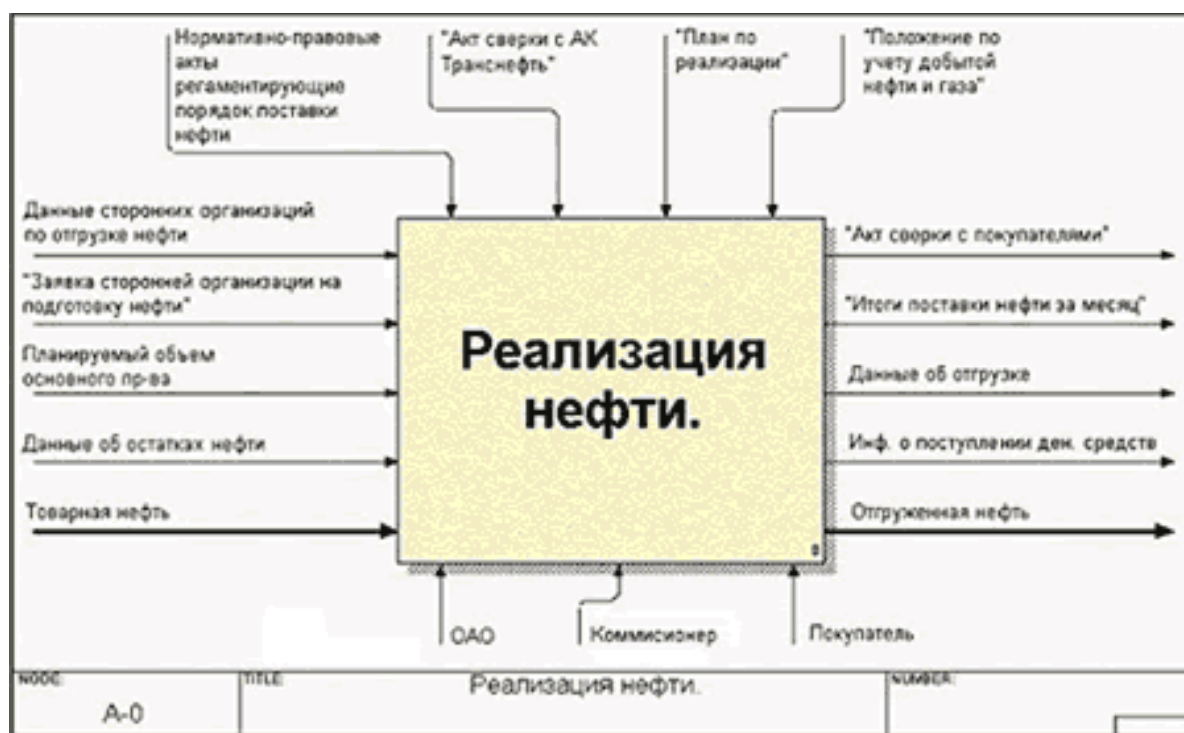 Нормативно-правовые
акты
регаментирующие
порядок поставки
нефти
"Акт сверки с АК
Транснефть"
"План по
реализации"
"Положение по
учету добытой
нефти и газа"
Данные сторонних организаций
по отгрузке нефти
"Заявка сторонней организации на
подготовку нефти"
Планируемый объем
основного пр-ва
Данные об остатках нефти
Товарная нефть
Реализация
нефти.
0
"Акт сверки с покупателями"
"Итоги поставки нефти за месяц"
Данные об отгрузке
Инф. о поступлении ден. средств
Отгруженная нефть
ОАО
Коммисионер
Покупатель
NODE:
A-0
TITLE:
Реализация нефти.
NUMBER: